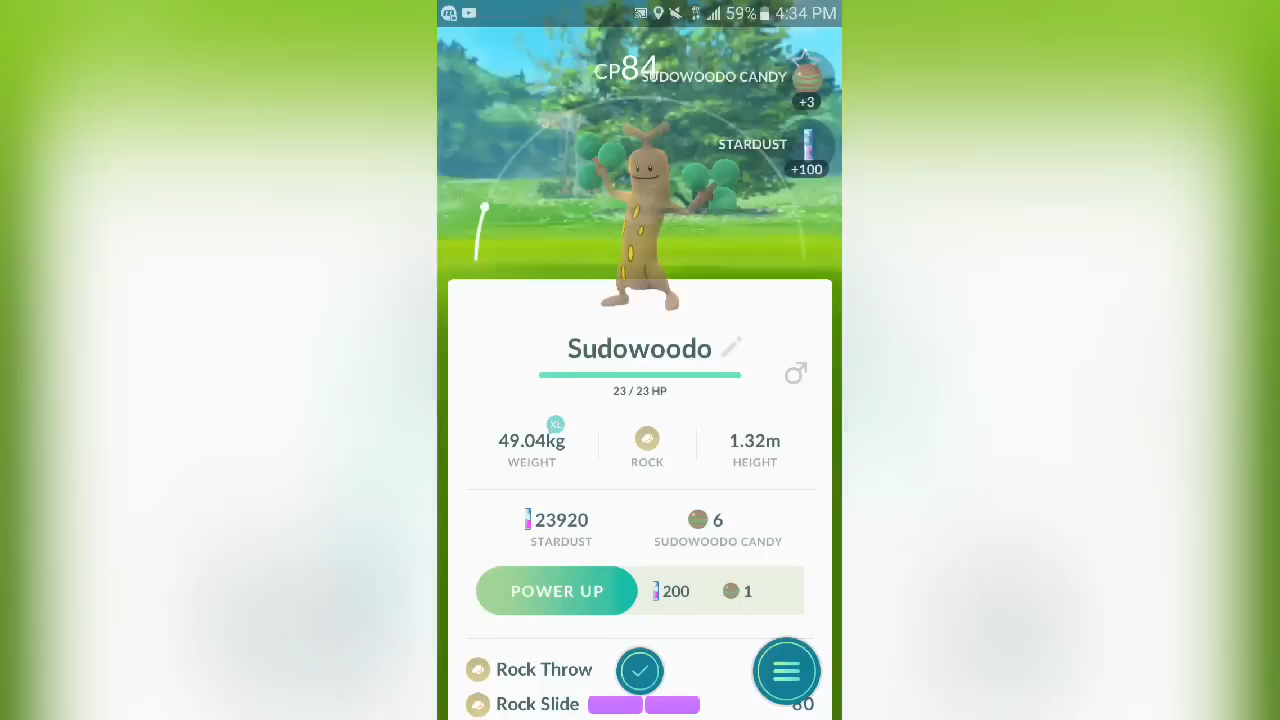 59% 4:34 PM
CP84
SUDOWOODO CANDY
+3
STARDUST
+100
Sudowoodo
23 / 23 HP
XL
49.04kg
WEIGHT
ROCK
1.32m
HEIGHT
23920
STARDUST
6
SUDOWOODO CANDY
POWER UP 200 1
Rock Throw
Rock Slide 80